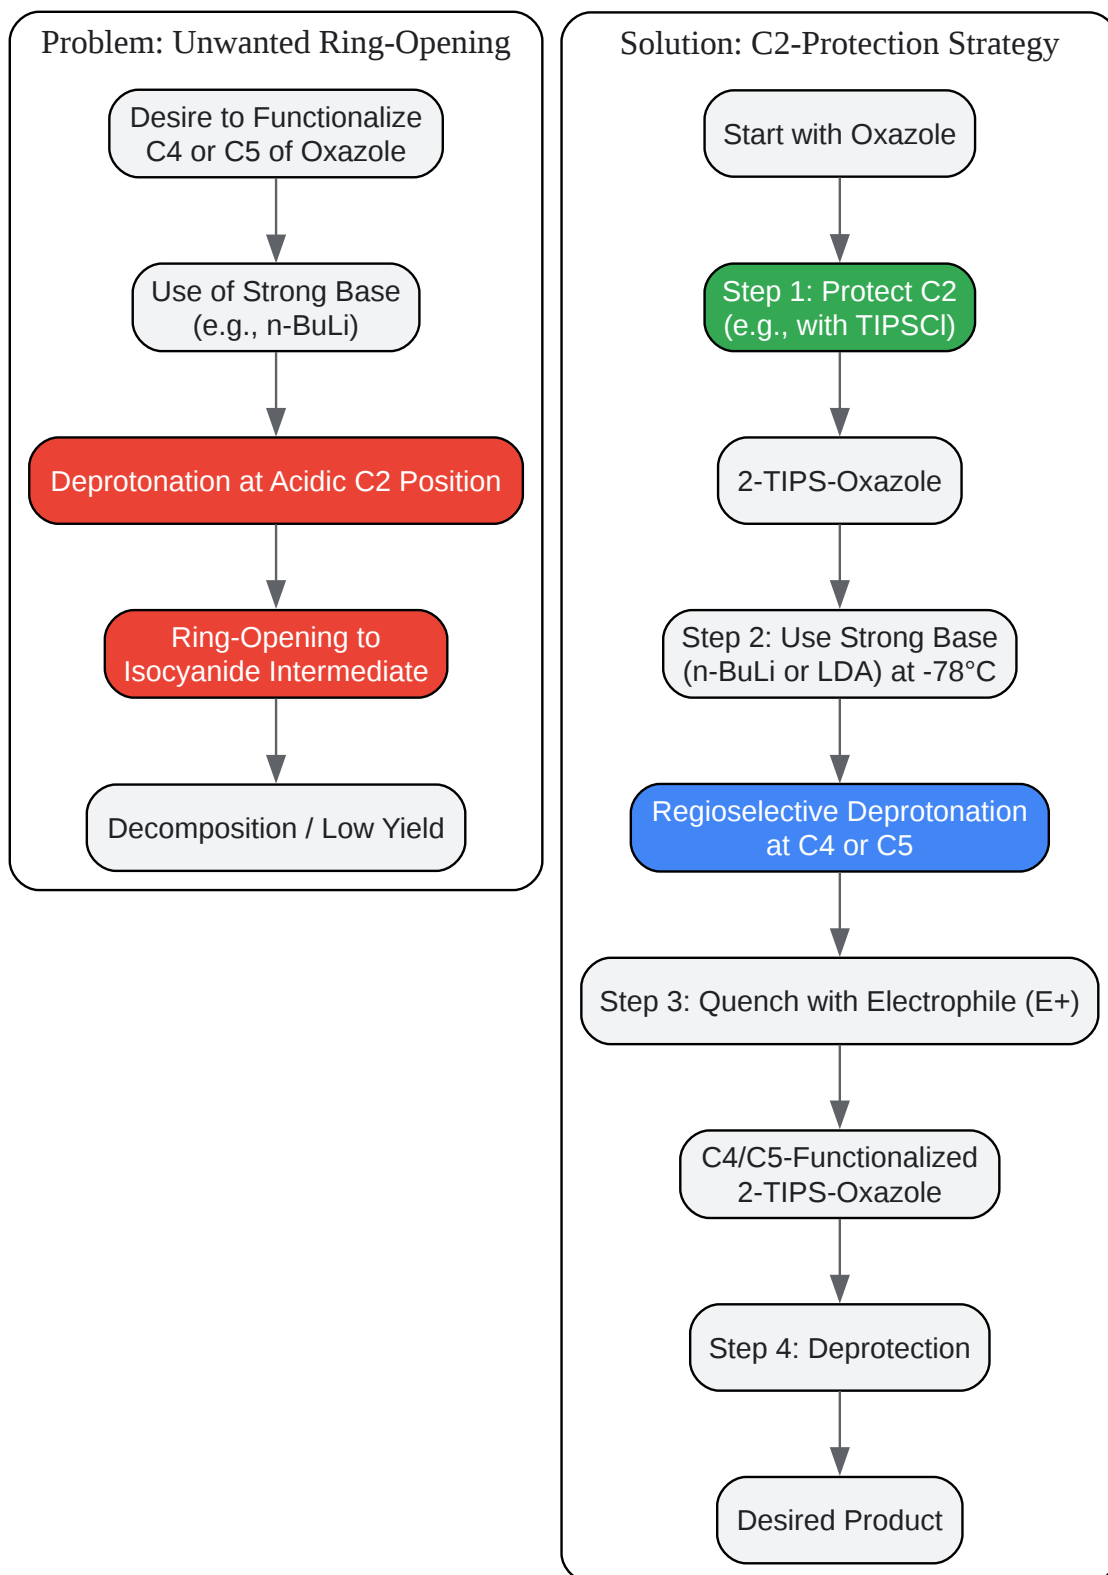 Problem: Unwanted Ring-Opening
Desire to Functionalize
C4 or C5 of Oxazole
Use of Strong Base
(e.g., n-BuLi)
Deprotonation at Acidic C2 Position
Ring-Opening to
Isocyanide Intermediate
Decomposition / Low Yield
Solution: C2-Protection Strategy
Start with Oxazole
Step 1: Protect C2
(e.g., with TIPSCl)
2-TIPS-Oxazole
Step 2: Use Strong Base
(n-BuLi or LDA) at -78°C
Regioselective Deprotonation
at C4 or C5
Step 3: Quench with Electrophile (E+)
C4/C5-Functionalized
2-TIPS-Oxazole
Step 4: Deprotection
Desired Product